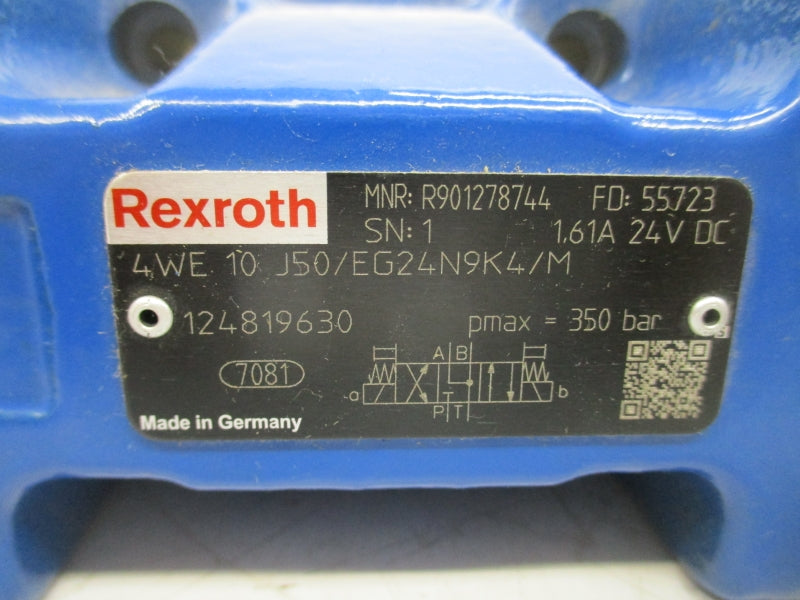 Rexroth
MNR: R901278744 FD: 55723
SN: 1 1.61A 24V DC
4WE 10 J50/EG24N9K4/M
124819630 pmax = 350 bar
7081
A B
a b
P T
T
Made in Germany